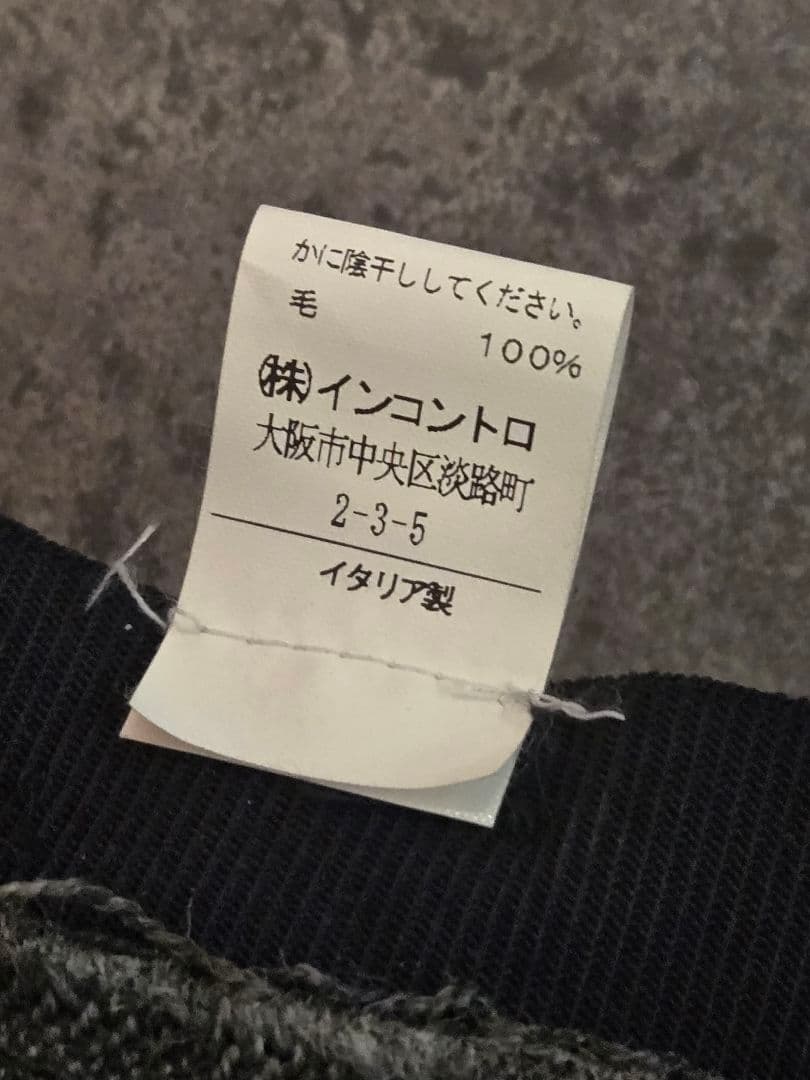 かに陰干ししてください。
毛
100%
㈱インコントロ
大阪市中央区淡路町
2-3-5
イタリア製